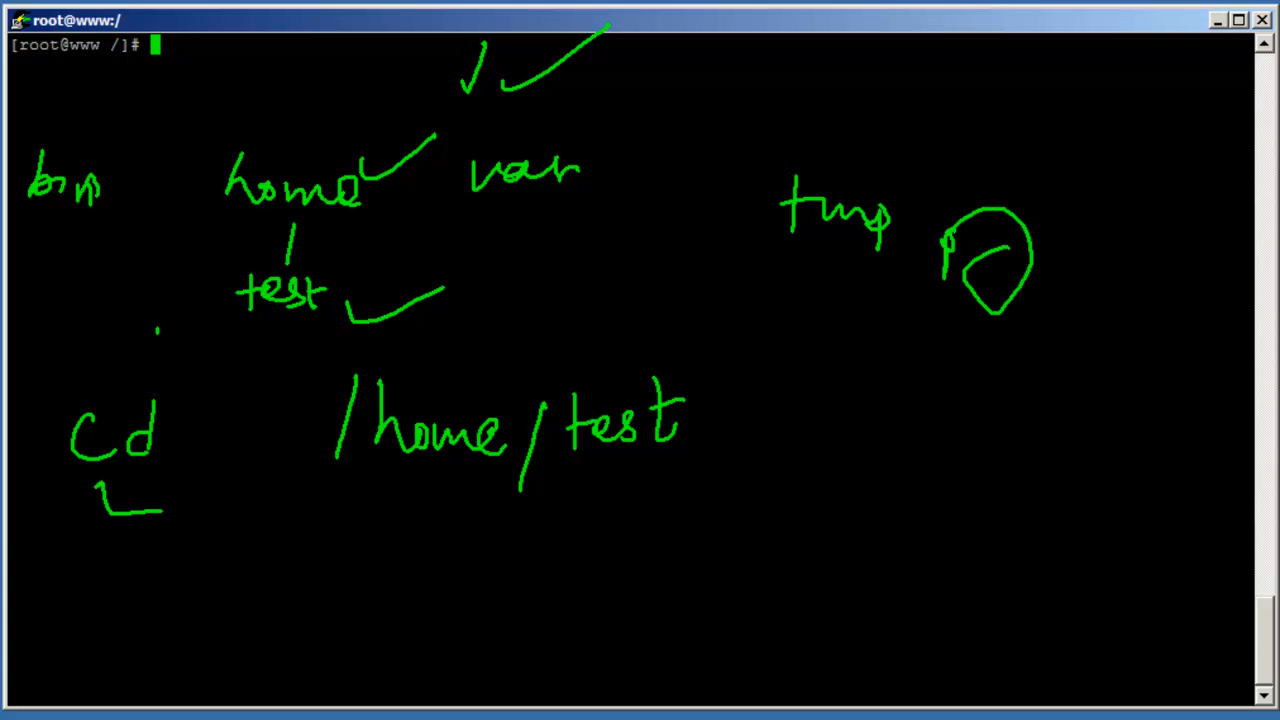 root@www:/
[root@www /]#
/
bin home var tmp
test
cd /home/test